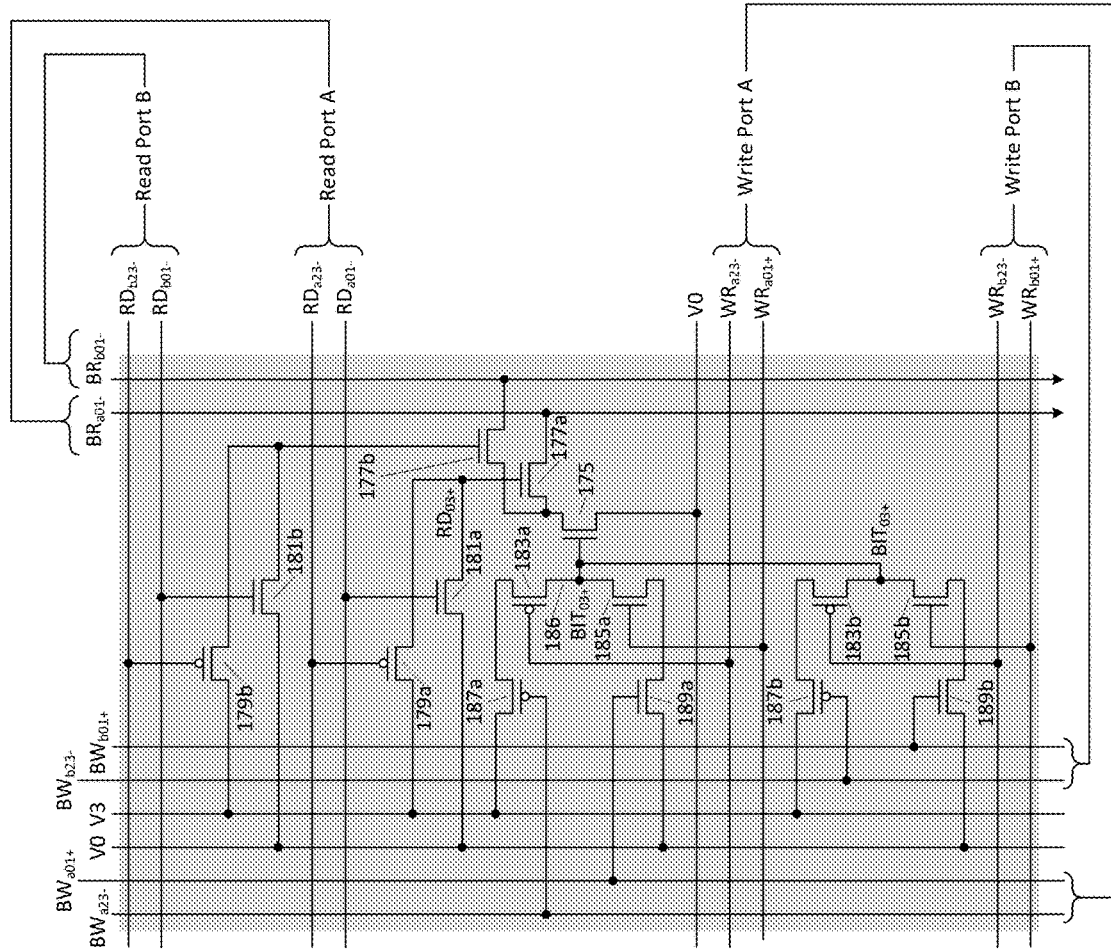 Read Port B
Read Port A
Write Port A
Write Port B
RDb23-
RDb01-
RDa23-
RDa01-
V0
WRa23-
WRa01+
WRb23-
WRb01+
BRb01-
BRa01-
177b
177a
175
RD03+
181b
181a
183a
186
BIT03+
185a
BIT03+
183b
185b
179b
179a
187a
189a
187b
189b
BWb01+
BWb23-
V3
V0
BWa01+
BWa23-